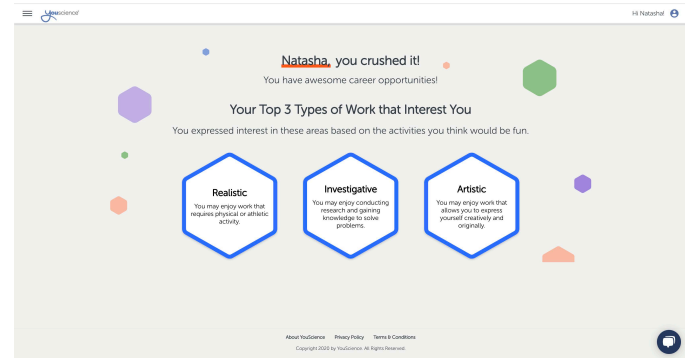 Youscience®
Hi Natasha!
Natasha, you crushed it!
You have awesome career opportunities!
Your Top 3 Types of Work that Interest You
You expressed interest in these areas based on the activities you think would be fun.
Realistic
You may enjoy work that
requires physical or athletic
activity.
Investigative
You may enjoy conducting
research and gaining
knowledge to solve
problems.
Artistic
You may enjoy work that
allows you to express
yourself creatively and
originally.
About YouScience Privacy Policy Terms & Conditions
Copyright 2020 by YouScience. All Rights Reserved.